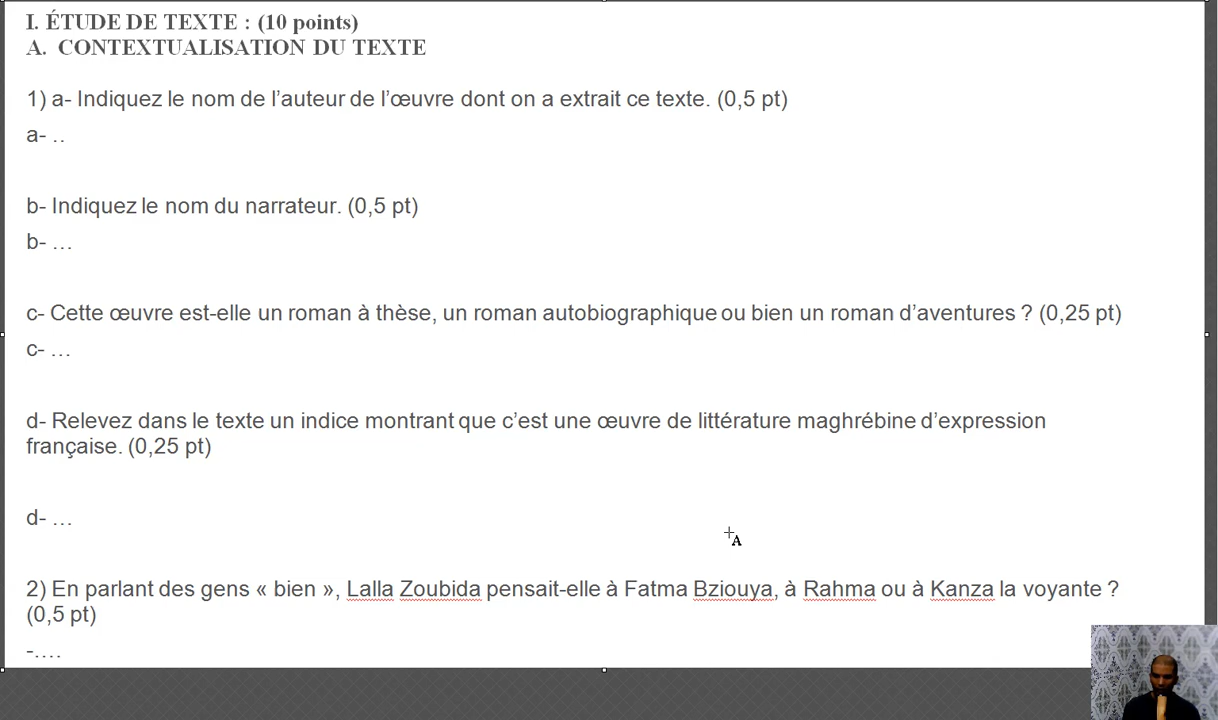 I. ÉTUDE DE TEXTE : (10 points)
A. CONTEXTUALISATION DU TEXTE
1) a- Indiquez le nom de l’auteur de l’œuvre dont on a extrait ce texte. (0,5 pt)
a- ..
b- Indiquez le nom du narrateur. (0,5 pt)
b- …
c- Cette œuvre est-elle un roman à thèse, un roman autobiographique ou bien un roman d’aventures ? (0,25 pt)
c- …
d- Relevez dans le texte un indice montrant que c’est une œuvre de littérature maghrébine d’expression
française. (0,25 pt)
d- …
A
2) En parlant des gens « bien », Lalla Zoubida pensait-elle à Fatma Bziouya, à Rahma ou à Kanza la voyante ?
(0,5 pt)
-….